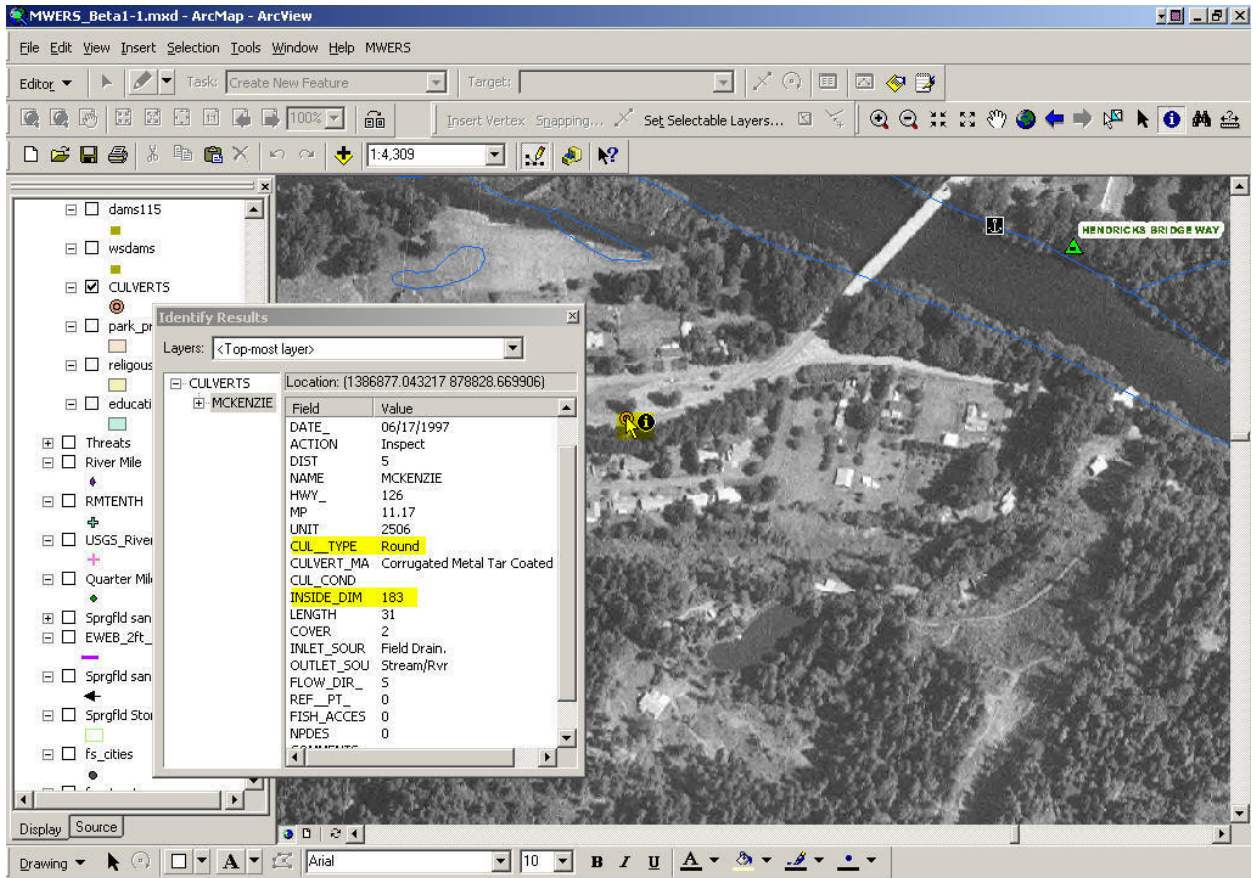 MWERS_Beta1-1.mxd - ArcMap - ArcView
File Edit View Insert Selection Tools Window Help MWERS
Editor Task: Create New Feature Target:
100% Insert Vertex Snapping... Set Selectable Layers...
1:4,309
dams115
wsdams
CULVERTS
park_pr
religous
educati
Threats
River Mile
RMTENTH
USGS_River
Quarter Mil
Sprgfld san
EWEB_2ft_
Sprgfld san
Sprgfld Stor
fs_cities
Display Source
Identify Results
Layers: <Top-most layer>
CULVERTS
MCKENZIE
Location: (1386877.043217 878828.669906)
Field Value
DATE_ 06/17/1997
ACTION Inspect
DIST 5
NAME MCKENZIE
HWY_ 126
MP 11.17
UNIT 2506
CUL__TYPE Round
CULVERT_MA Corrugated Metal Tar Coated
CUL_COND
INSIDE_DIM 183
LENGTH 31
COVER 2
INLET_SOUR Field Drain.
OUTLET_SOU Stream/Rvr
FLOW_DIR_ S
REF__PT_ 0
FISH_ACCES 0
NPDES 0
COMMENTS
HENDRICKS BRIDGE WAY
Drawing A Arial 10 B I U A